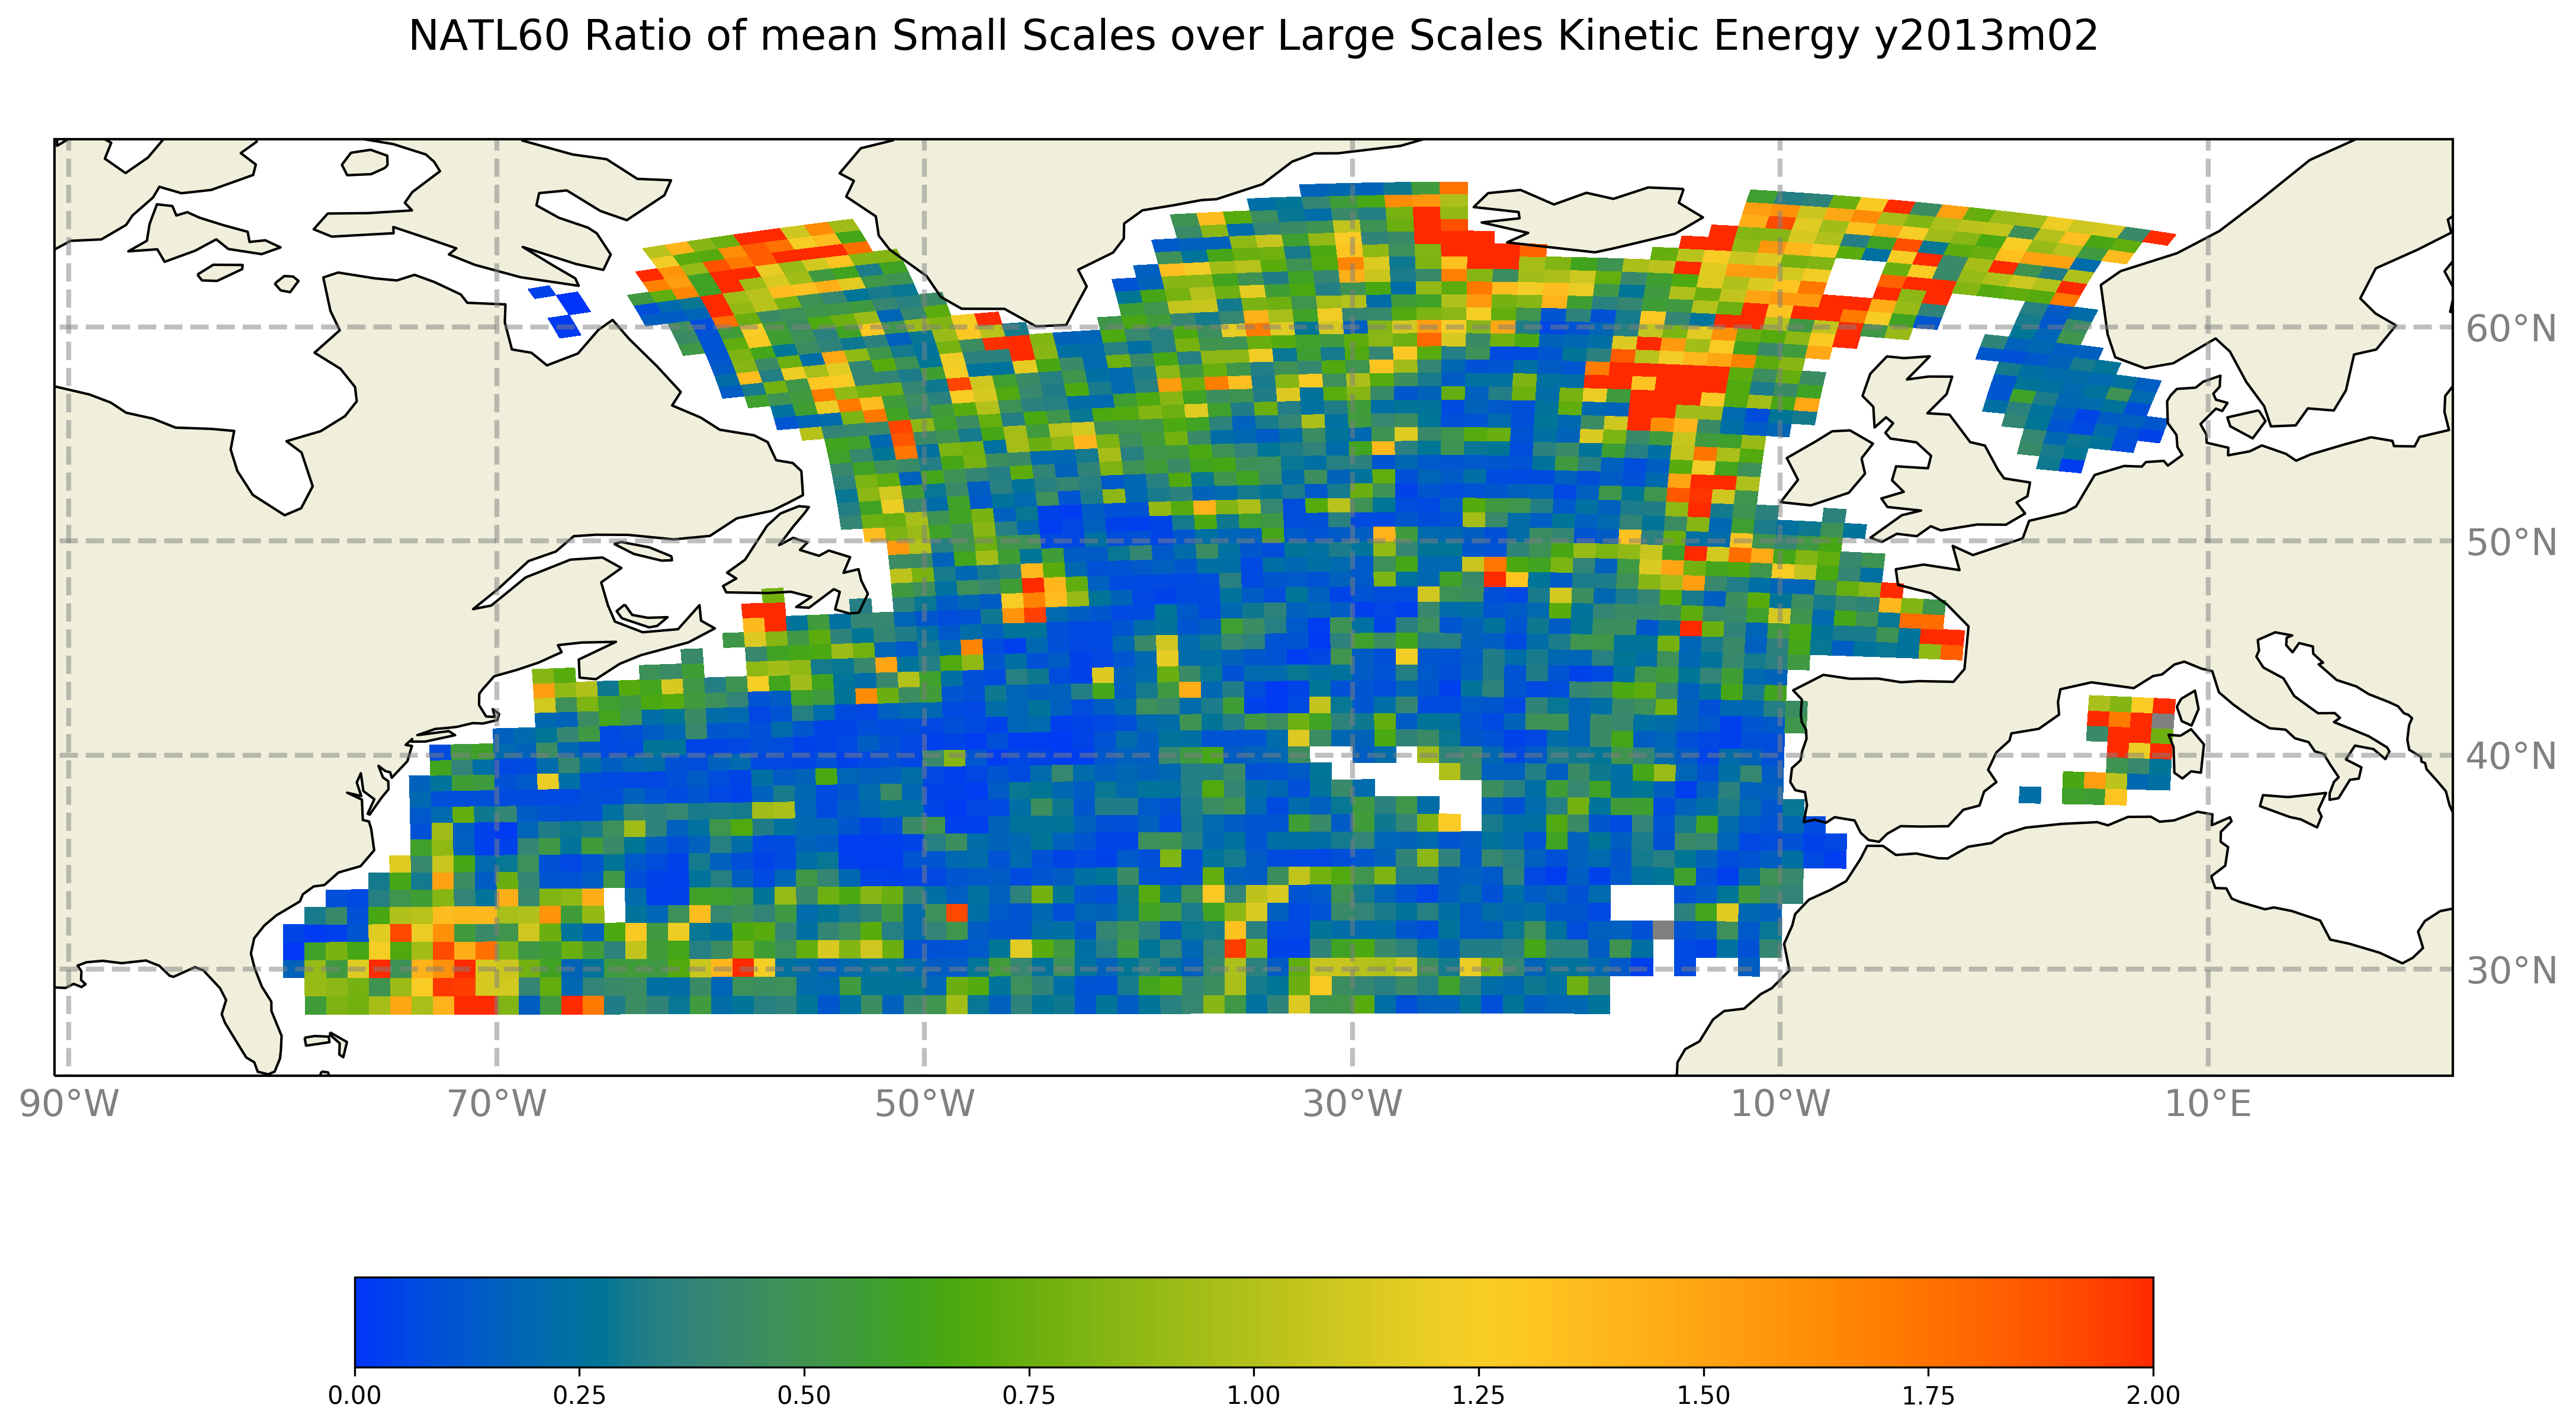 NATL60 Ratio of mean Small Scales over Large Scales Kinetic Energy y2013m02
60°N
50°N
40°N
30°N
90°W 70°W 50°W 30°W 10°W 10°E
0.00 0.25 0.50 0.75 1.00 1.25 1.50 1.75 2.00